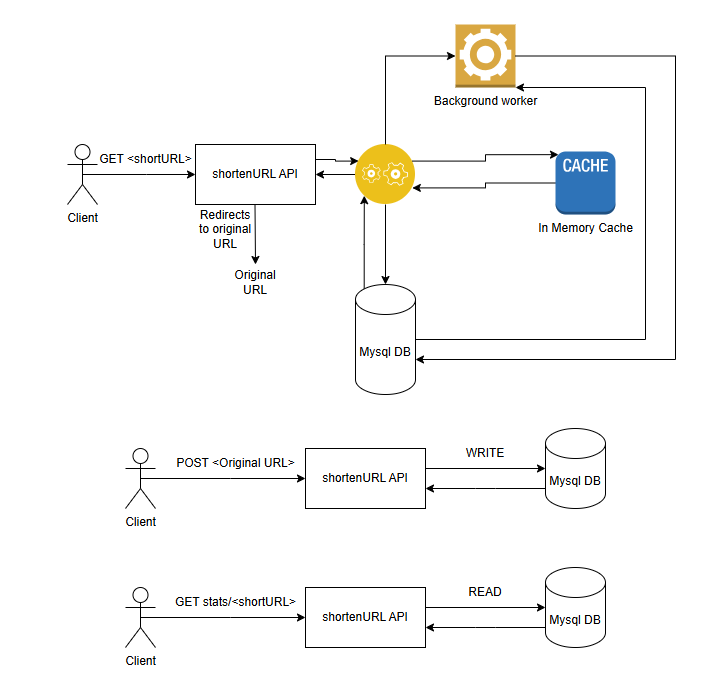 Background worker
GET <shortURL>
shortenURL API
CACHE
Client
Redirects
to original
URL
In Memory Cache
Original
URL
Mysql DB
POST <Original URL>
shortenURL API
WRITE
Mysql DB
Client
GET stats/<shortURL>
shortenURL API
READ
Mysql DB
Client